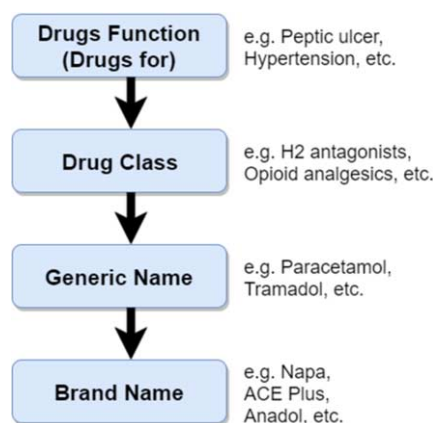 Drugs Function
(Drugs for)
e.g. Peptic ulcer,
Hypertension, etc.
Drug Class
e.g. H2 antagonists,
Opioid analgesics, etc.
Generic Name
e.g. Paracetamol,
Tramadol, etc.
Brand Name
e.g. Napa,
ACE Plus,
Anadol, etc.